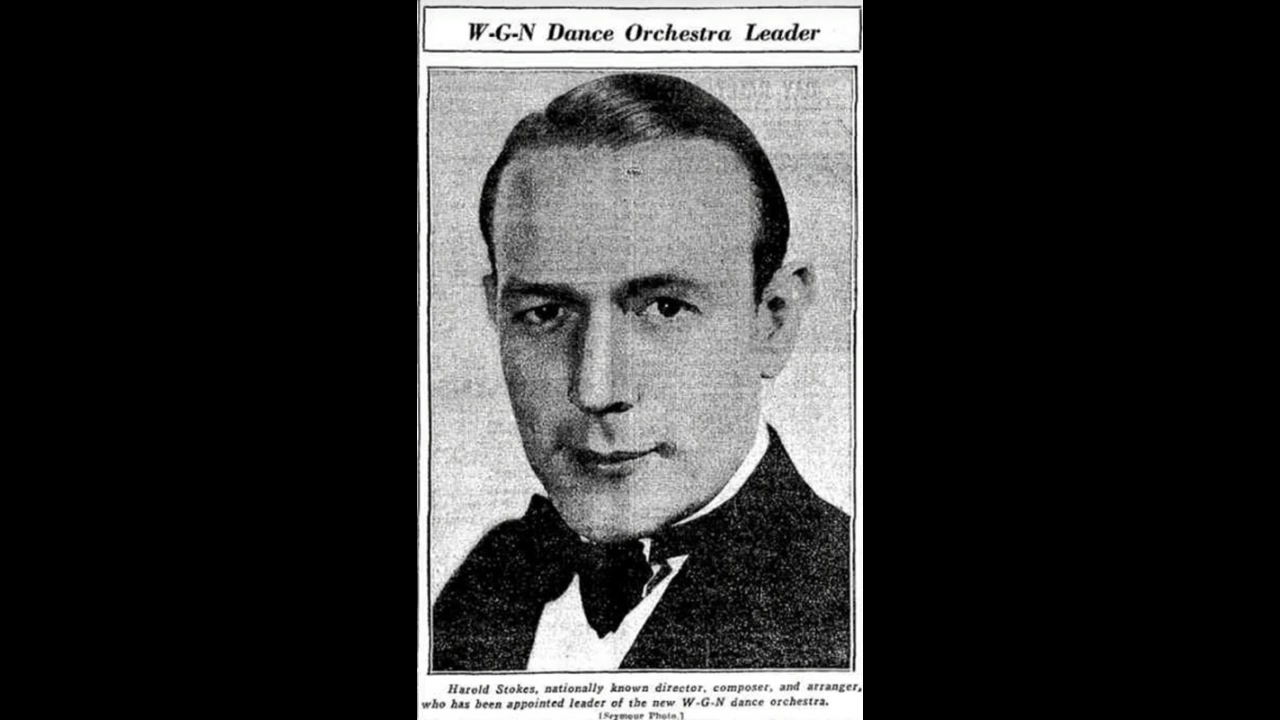 W-G-N Dance Orchestra Leader
Harold Stokes, nationally known director, composer, and arranger,
who has been appointed leader of the new W-G-N dance orchestra.
[Seymour Photo.]